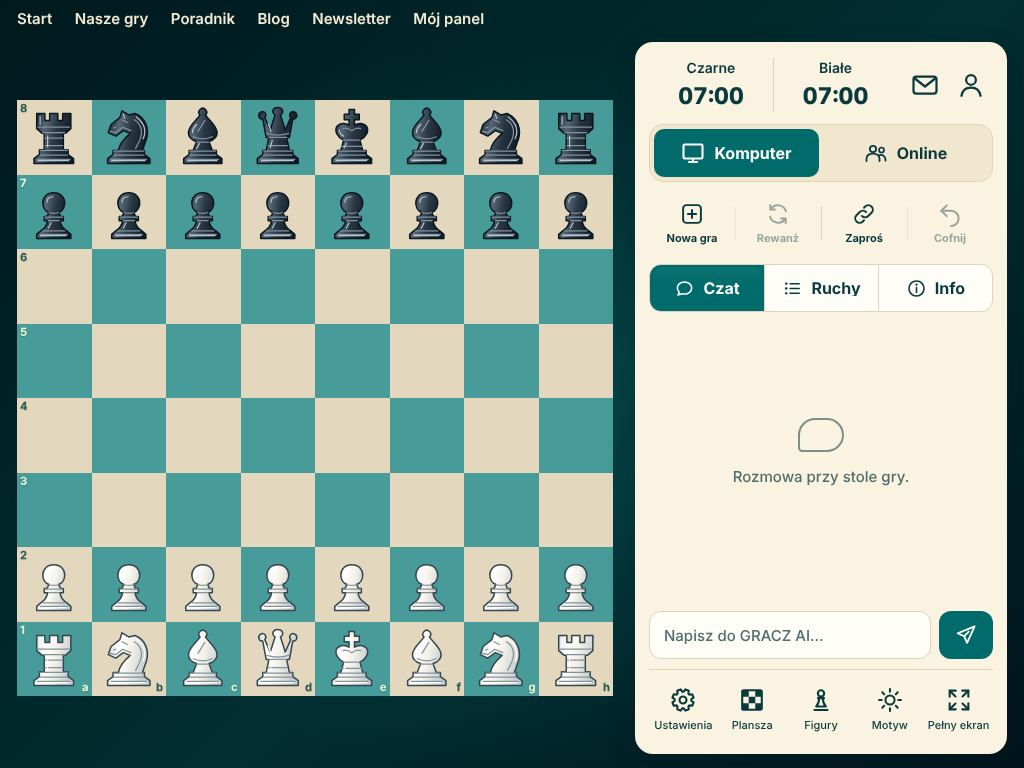 Start Nasze gry Poradnik Blog Newsletter Mój panel
Czarne Białe
07:00 07:00
Komputer Online
Nowa gra Rewanż Zaproś Cofnij
Czat Ruchy Info
Rozmowa przy stole gry.
Napisz do GRACZ AI...
Ustawienia Plansza Figury Motyw Pełny ekran
8
7
6
5
4
3
2
1
a b c d e f g h